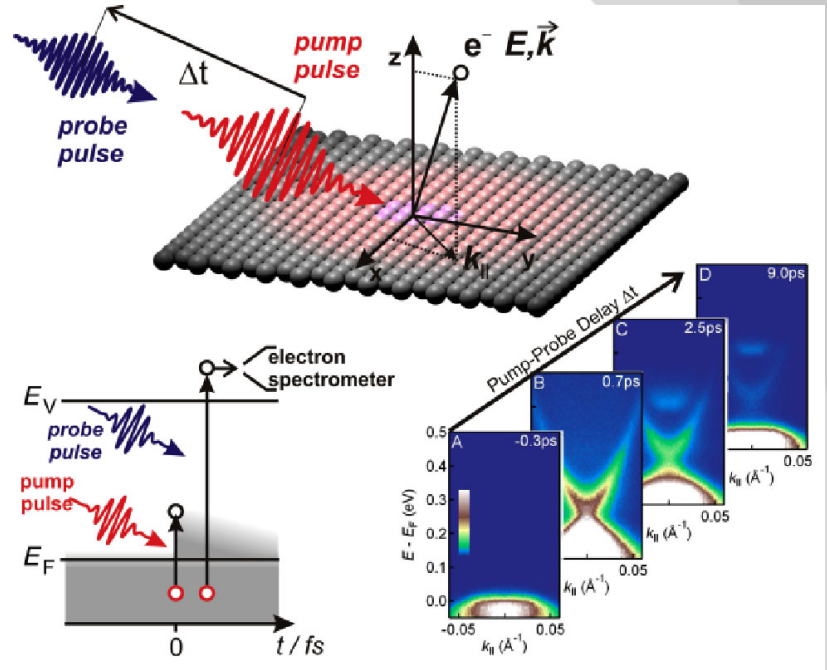 pump
pulse
e⁻ E,k⃗
z
Δt
probe
pulse
x
k||
y
Pump-Probe Delay Δt
D 9.0ps
C 2.5ps
B 0.7ps
A -0.3ps
0.5
0.4
0.3
0.2
0.1
0.0
E - E_F (eV)
-0.05 0.05
k|| (Å⁻¹)
0.05
k|| (Å⁻¹)
0.05
k|| (Å⁻¹)
0.05
k|| (Å⁻¹)
electron
spectrometer
E_V
probe
pulse
pump
pulse
E_F
0
t / fs